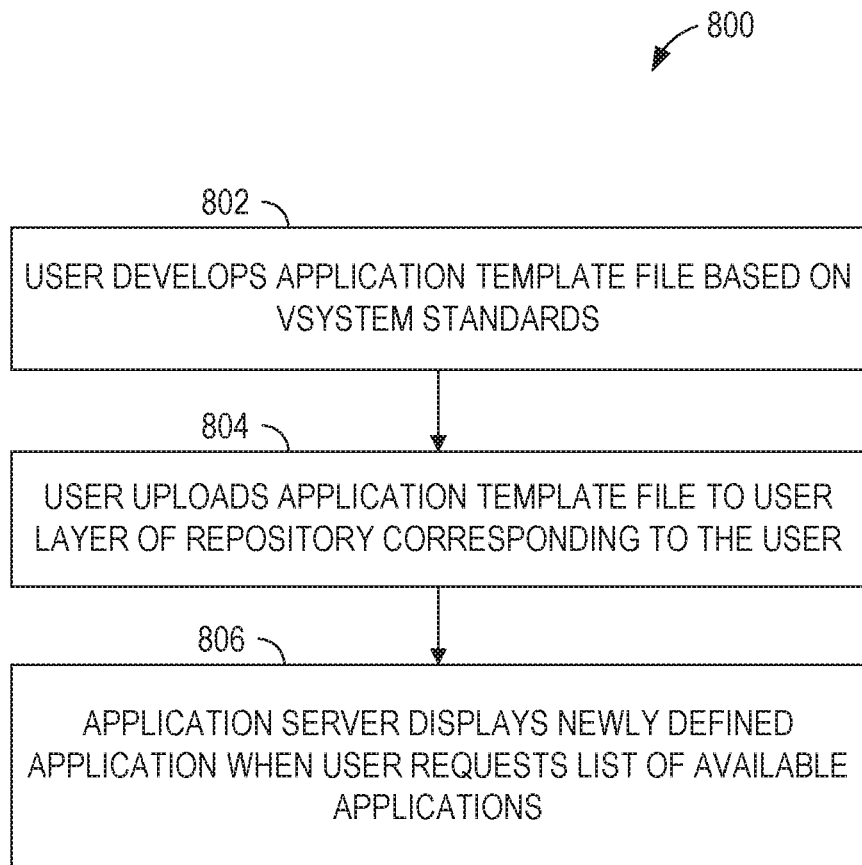 800
802
USER DEVELOPS APPLICATION TEMPLATE FILE BASED ON
VSYSTEM STANDARDS
804
USER UPLOADS APPLICATION TEMPLATE FILE TO USER
LAYER OF REPOSITORY CORRESPONDING TO THE USER
806
APPLICATION SERVER DISPLAYS NEWLY DEFINED
APPLICATION WHEN USER REQUESTS LIST OF AVAILABLE
APPLICATIONS